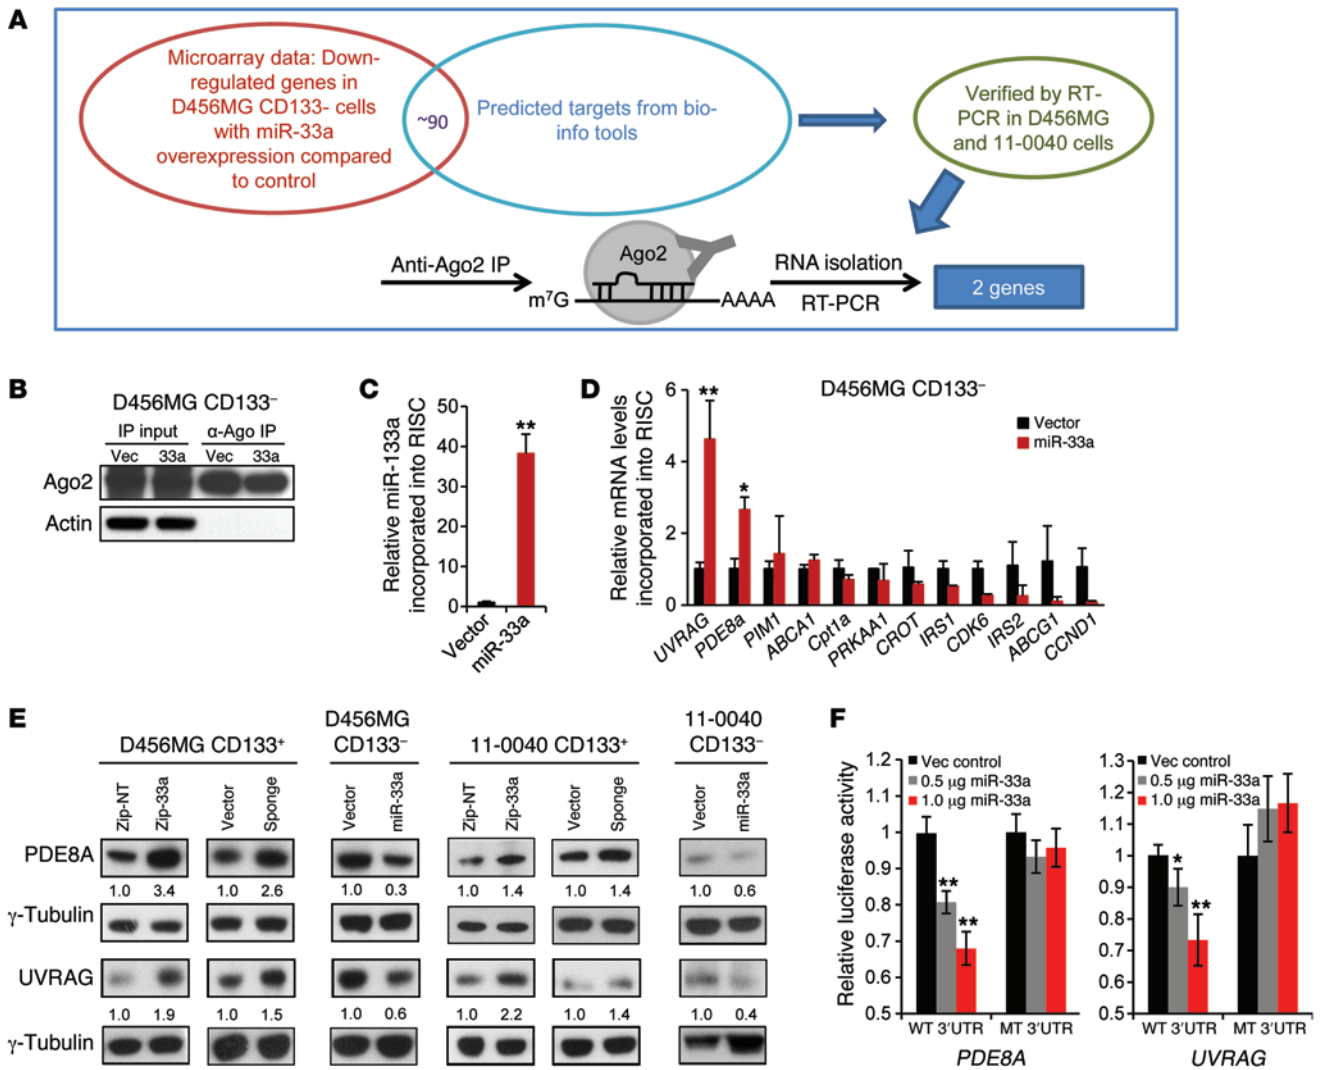 A
Microarray data: Down-
regulated genes in
D456MG CD133- cells
with miR-33a
overexpression compared
to control
~90
Predicted targets from bio-
info tools
Verified by RT-
PCR in D456MG
and 11-0040 cells
Anti-Ago2 IP
Ago2
m⁷G
AAAA
RNA isolation
RT-PCR
2 genes
B
D456MG CD133⁻
IP input
α-Ago IP
Vec 33a Vec 33a
Ago2
Actin
C
Relative miR-133a
incorporated into RISC
50
40
30
20
10
0
**
Vector
miR-33a
D
D456MG CD133⁻
Relative mRNA levels
incorporated into RISC
6
4
2
0
**
*
Vector
miR-33a
UVRAG
PDE8a
PIM1
ABCA1
Cpt1a
PRKAA1
CROT
IRS1
CDK6
IRS2
ABCG1
CCND1
E
D456MG CD133⁺
D456MG
CD133⁻
11-0040 CD133⁺
11-0040
CD133⁻
Zip-NT Zip-33a Vector Sponge Vector miR-33a Zip-NT Zip-33a Vector Sponge Vector miR-33a
PDE8A
1.0 3.4 1.0 2.6 1.0 0.3 1.0 1.4 1.0 1.4 1.0 0.6
γ-Tubulin
UVRAG
1.0 1.9 1.0 1.5 1.0 0.6 1.0 2.2 1.0 1.4 1.0 0.4
γ-Tubulin
F
Relative luciferase activity
1.2
1.1
1
0.9
0.8
0.7
0.6
0.5
Vec control
0.5 µg miR-33a
1.0 µg miR-33a
**
**
WT 3′UTR MT 3′UTR
PDE8A
1.3
1.2
1.1
1
0.9
0.8
0.7
0.6
0.5
Vec control
0.5 µg miR-33a
1.0 µg miR-33a
*
**
WT 3′UTR MT 3′UTR
UVRAG